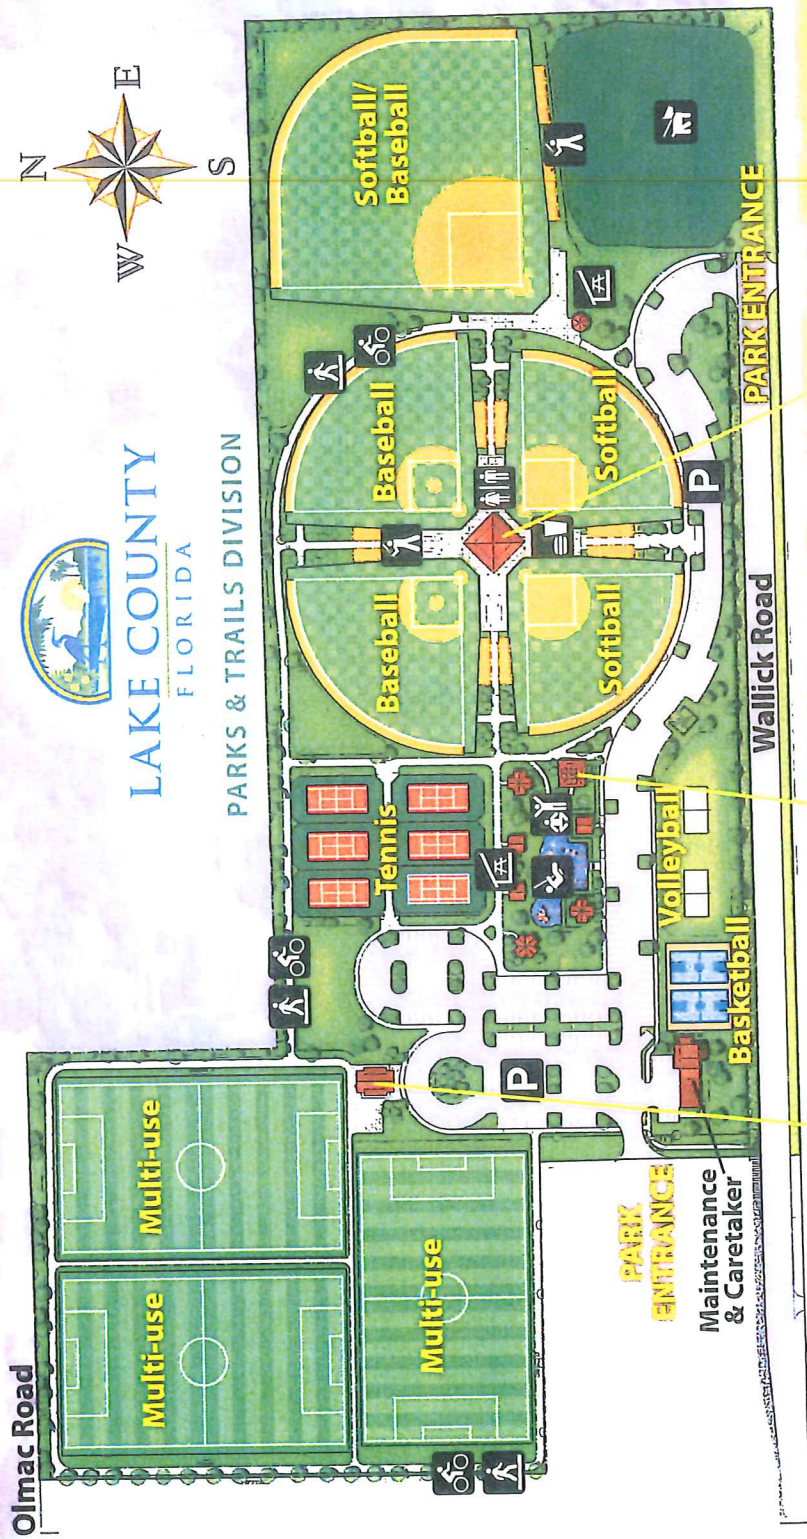 Olmac Road
N
E
S
W
LAKE COUNTY
FLORIDA
PARKS & TRAILS DIVISION
Multi-use
Multi-use
Multi-use
Tennis
Baseball
Baseball
Softball/
Baseball
Softball
Softball
P
P
Volleyball
Basketball
PARK
ENTRANCE
Maintenance
& Caretaker
Wallick Road
PARK ENTRANCE